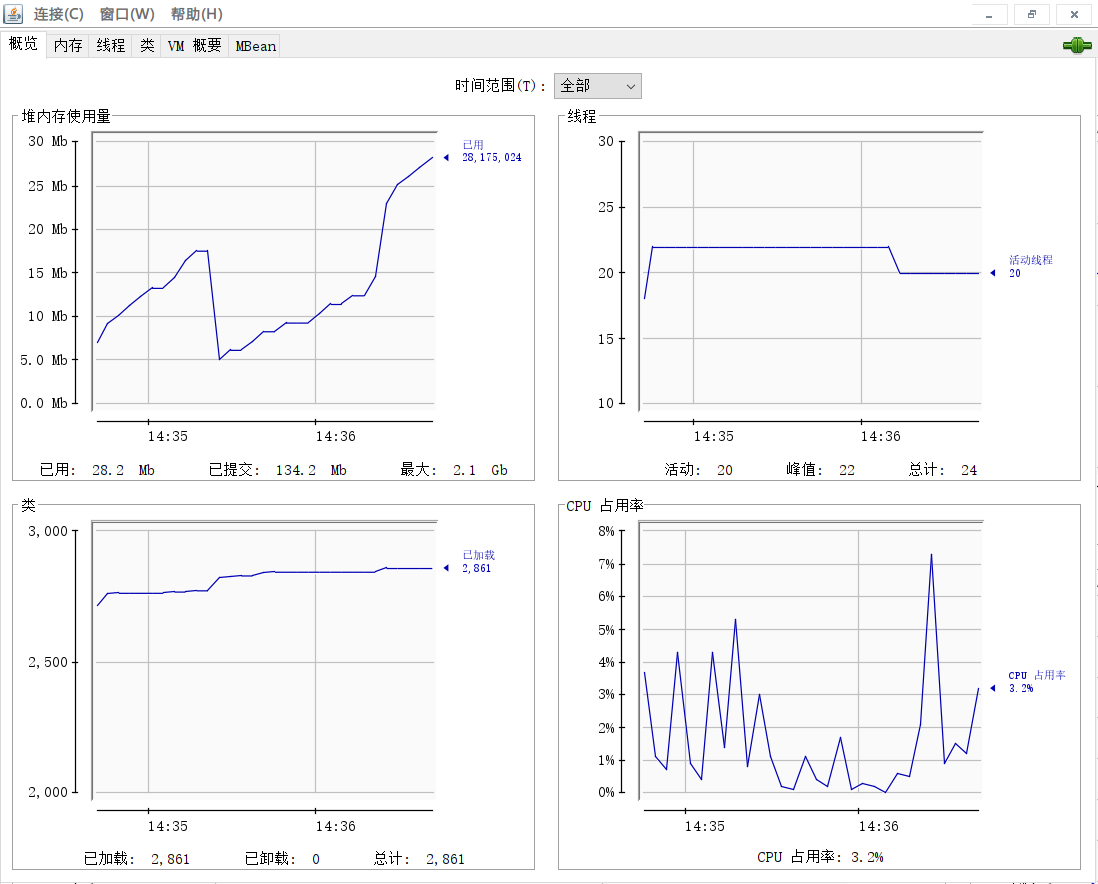 连接(C) 窗口(W) 帮助(H)
概览 内存 线程 类 VM 概要 MBean
时间范围(T): 全部
堆内存使用量
30 Mb
25 Mb
20 Mb
15 Mb
10 Mb
5.0 Mb
0.0 Mb
14:35 14:36
已用
28,175,024
已用: 28.2 Mb 已提交: 134.2 Mb 最大: 2.1 Gb
线程
30
25
20
15
10
14:35 14:36
活动线程
20
活动: 20 峰值: 22 总计: 24
类
3,000
2,500
2,000
14:35 14:36
已加载
2,861
已加载: 2,861 已卸载: 0 总计: 2,861
CPU 占用率
8%
7%
6%
5%
4%
3%
2%
1%
0%
14:35 14:36
CPU 占用率
3.2%
CPU 占用率: 3.2%